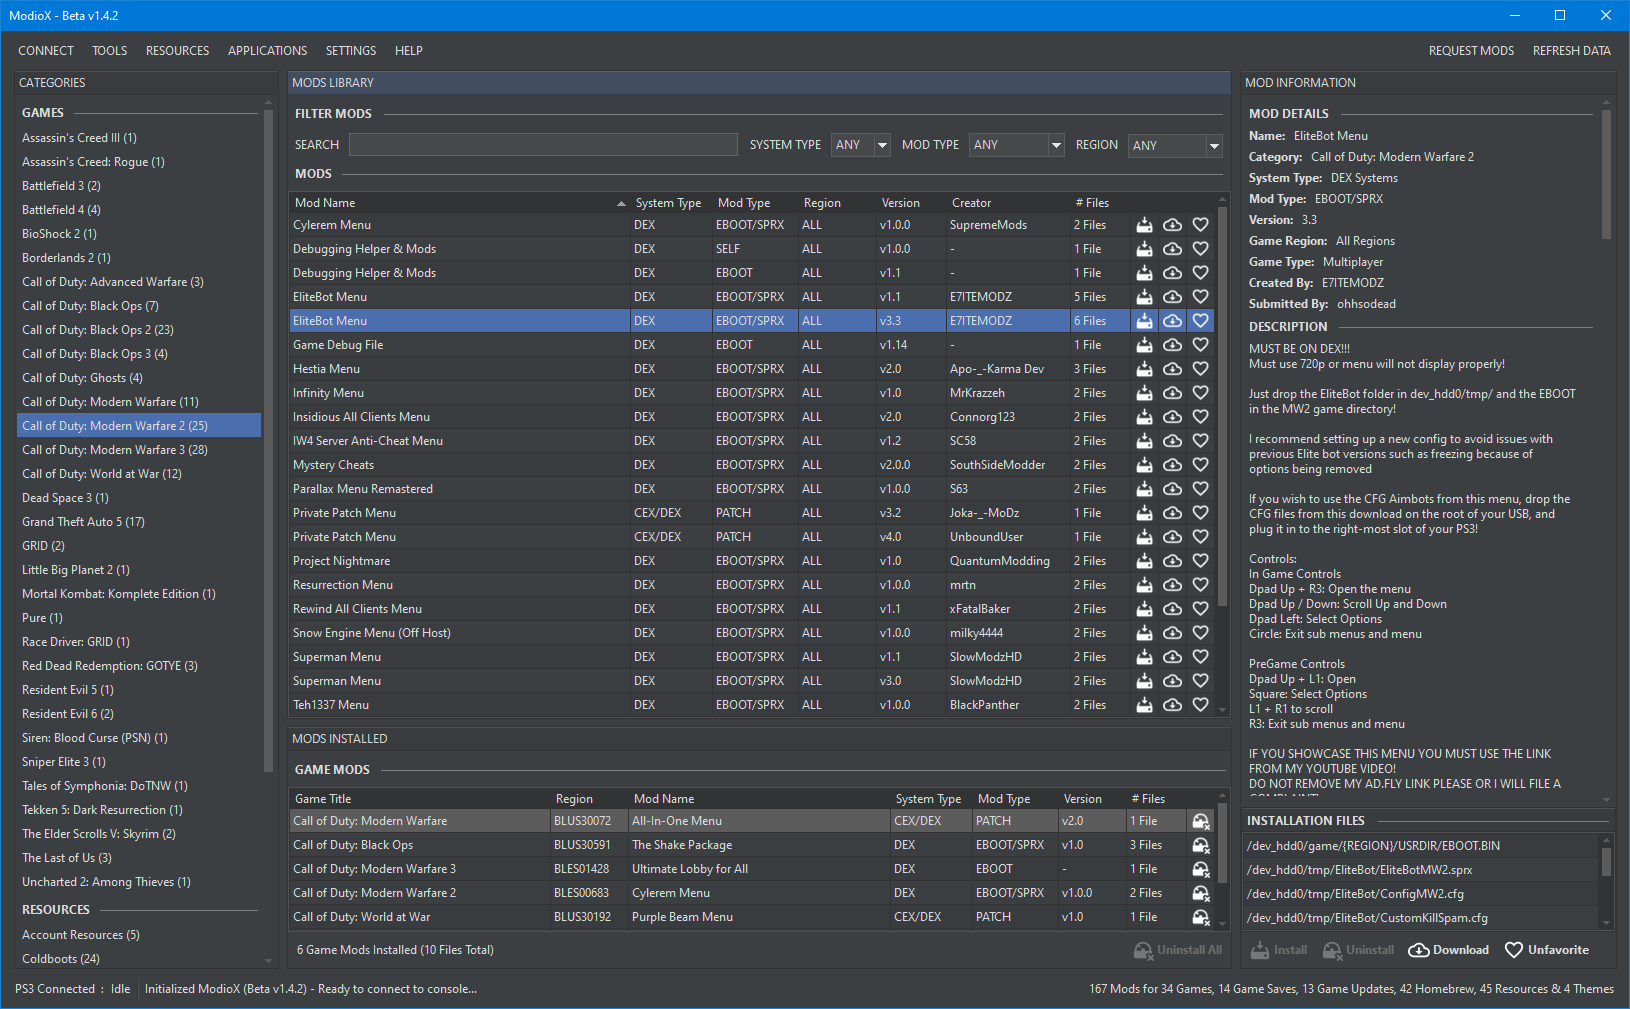 ModioX - Beta v1.4.2
CONNECT TOOLS RESOURCES APPLICATIONS SETTINGS HELP REQUEST MODS REFRESH DATA
CATEGORIES
GAMES
Assassin's Creed III (1)
Assassin's Creed: Rogue (1)
Battlefield 3 (2)
Battlefield 4 (4)
BioShock 2 (1)
Borderlands 2 (1)
Call of Duty: Advanced Warfare (3)
Call of Duty: Black Ops (7)
Call of Duty: Black Ops 2 (23)
Call of Duty: Black Ops 3 (4)
Call of Duty: Ghosts (4)
Call of Duty: Modern Warfare (11)
Call of Duty: Modern Warfare 2 (25)
Call of Duty: Modern Warfare 3 (28)
Call of Duty: World at War (12)
Dead Space 3 (1)
Grand Theft Auto 5 (17)
GRID (2)
Little Big Planet 2 (1)
Mortal Kombat: Komplete Edition (1)
Pure (1)
Race Driver: GRID (1)
Red Dead Redemption: GOTYE (3)
Resident Evil 5 (1)
Resident Evil 6 (2)
Siren: Blood Curse (PSN) (1)
Sniper Elite 3 (1)
Tales of Symphonia: DoTNW (1)
Tekken 5: Dark Resurrection (1)
The Elder Scrolls V: Skyrim (2)
The Last of Us (3)
Uncharted 2: Among Thieves (1)
RESOURCES
Account Resources (5)
Coldboots (24)
MODS LIBRARY
FILTER MODS
SEARCH SYSTEM TYPE ANY MOD TYPE ANY REGION ANY
MODS
Mod Name System Type Mod Type Region Version Creator # Files
Cylerem Menu DEX EBOOT/SPRX ALL v1.0.0 SupremeMods 2 Files
Debugging Helper & Mods DEX SELF ALL v1.0.0 - 1 File
Debugging Helper & Mods DEX EBOOT ALL v1.1 - 1 File
EliteBot Menu DEX EBOOT/SPRX ALL v1.1 E7ITEMODZ 5 Files
EliteBot Menu DEX EBOOT/SPRX ALL v3.3 E7ITEMODZ 6 Files
Game Debug File DEX EBOOT ALL v1.14 - 1 File
Hestia Menu DEX EBOOT/SPRX ALL v2.0 Apo-_-Karma Dev 3 Files
Infinity Menu DEX EBOOT/SPRX ALL v1.0 MrKrazzeh 2 Files
Insidious All Clients Menu DEX EBOOT/SPRX ALL v2.0 Connorg123 2 Files
IW4 Server Anti-Cheat Menu DEX EBOOT/SPRX ALL v1.2 SC58 2 Files
Mystery Cheats DEX EBOOT/SPRX ALL v2.0.0 SouthSideModder 2 Files
Parallax Menu Remastered DEX EBOOT/SPRX ALL v1.0.0 S63 2 Files
Private Patch Menu CEX/DEX PATCH ALL v3.2 Joka-_-MoDz 1 File
Private Patch Menu CEX/DEX PATCH ALL v4.0 UnboundUser 1 File
Project Nightmare DEX EBOOT/SPRX ALL v1.0 QuantumModding 2 Files
Resurrection Menu DEX EBOOT/SPRX ALL v1.0.0 mrtn 2 Files
Rewind All Clients Menu DEX EBOOT/SPRX ALL v1.1 xFatalBaker 2 Files
Snow Engine Menu (Off Host) DEX EBOOT/SPRX ALL v1.0.0 milky4444 2 Files
Superman Menu DEX EBOOT/SPRX ALL v1.1 SlowModzHD 2 Files
Superman Menu DEX EBOOT/SPRX ALL v3.0 SlowModzHD 2 Files
Teh1337 Menu DEX EBOOT/SPRX ALL v1.0.0 BlackPanther 2 Files
MODS INSTALLED
GAME MODS
Game Title Region Mod Name System Type Mod Type Version # Files
Call of Duty: Modern Warfare BLUS30072 All-In-One Menu CEX/DEX PATCH v2.0 1 File
Call of Duty: Black Ops BLUS30591 The Shake Package DEX EBOOT/SPRX v1.0 3 Files
Call of Duty: Modern Warfare 3 BLES01428 Ultimate Lobby for All DEX EBOOT - 1 File
Call of Duty: Modern Warfare 2 BLES00683 Cylerem Menu DEX EBOOT/SPRX v1.0.0 2 Files
Call of Duty: World at War BLUS30192 Purple Beam Menu CEX/DEX PATCH v1.0 1 File
6 Game Mods Installed (10 Files Total) Uninstall All
MOD INFORMATION
MOD DETAILS
Name: EliteBot Menu
Category: Call of Duty: Modern Warfare 2
System Type: DEX Systems
Mod Type: EBOOT/SPRX
Version: 3.3
Game Region: All Regions
Game Type: Multiplayer
Created By: E7ITEMODZ
Submitted By: ohhsodead
DESCRIPTION
MUST BE ON DEX!!!
Must use 720p or menu will not display properly!
Just drop the EliteBot folder in dev_hdd0/tmp/ and the EBOOT
in the MW2 game directory!
I recommend setting up a new config to avoid issues with
previous Elite bot versions such as freezing because of
options being removed
If you wish to use the CFG Aimbots from this menu, drop the
CFG files from this download on the root of your USB, and
plug it in to the right-most slot of your PS3!
Controls:
In Game Controls
Dpad Up + R3: Open the menu
Dpad Up / Down: Scroll Up and Down
Dpad Left: Select Options
Circle: Exit sub menus and menu
PreGame Controls
Dpad Up + L1: Open
Square: Select Options
L1 + R1 to scroll
R3: Exit sub menus and menu
IF YOU SHOWCASE THIS MENU YOU MUST USE THE LINK
FROM MY YOUTUBE VIDEO!
DO NOT REMOVE MY AD.FLY LINK PLEASE OR I WILL FILE A
COMPLAINT!
INSTALLATION FILES
/dev_hdd0/game/{REGION}/USRDIR/EBOOT.BIN
/dev_hdd0/tmp/EliteBot/EliteBotMW2.sprx
/dev_hdd0/tmp/EliteBot/ConfigMW2.cfg
/dev_hdd0/tmp/EliteBot/CustomKillSpam.cfg
Install Uninstall Download Unfavorite
PS3 Connected : Idle Initialized ModioX (Beta v1.4.2) - Ready to connect to console... 167 Mods for 34 Games, 14 Game Saves, 13 Game Updates, 42 Homebrew, 45 Resources & 4 Themes